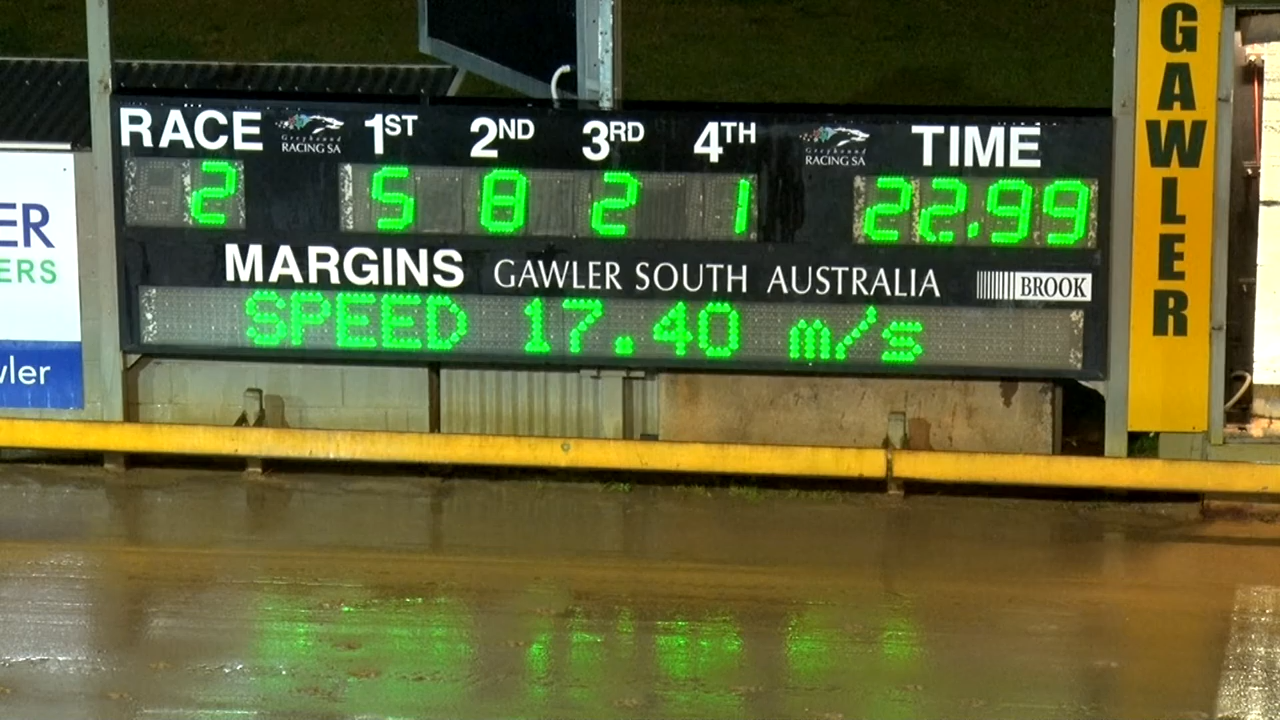 RACE Greyhound RACING SA 1ST 2ND 3RD 4TH Greyhound RACING SA TIME
2 5 8 2 1 22.99
MARGINS GAWLER SOUTH AUSTRALIA BROOK
SPEED 17.40 m/s
GAWLER
ER
ERS
wler